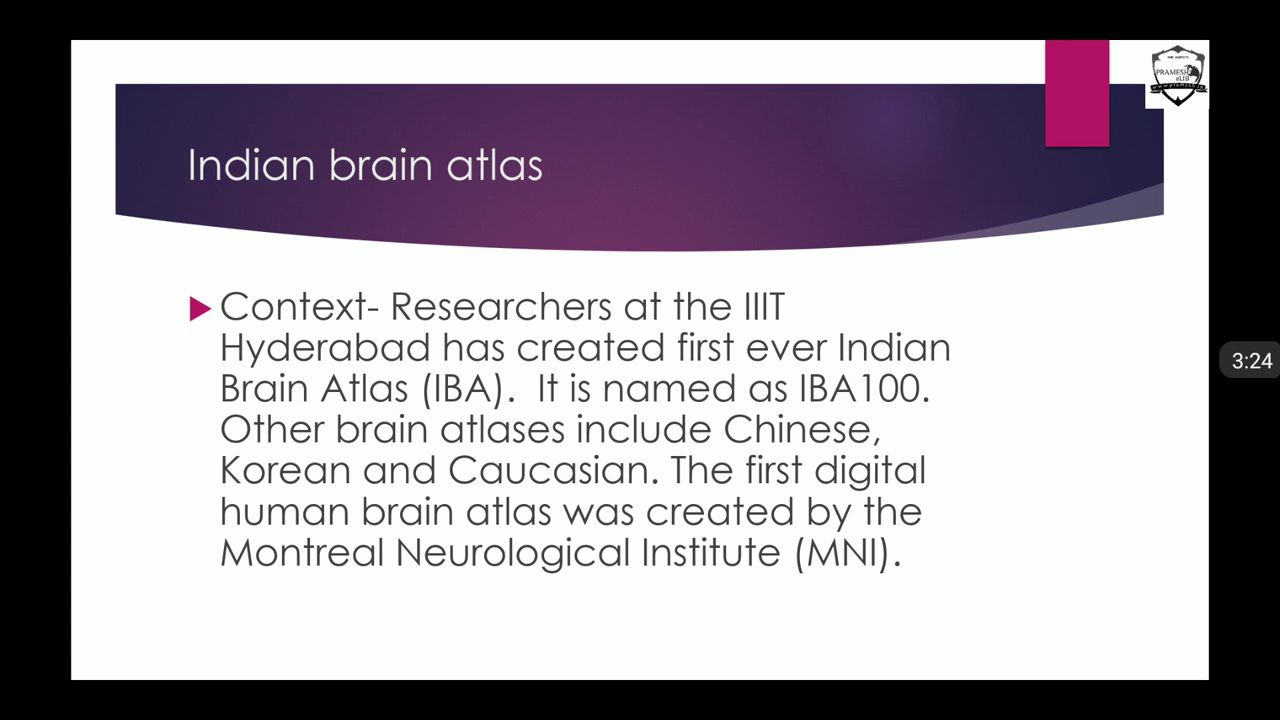 PRAMESH
eLIB
Indian brain atlas
Context- Researchers at the IIIT
Hyderabad has created first ever Indian
Brain Atlas (IBA).  It is named as IBA100.
Other brain atlases include Chinese,
Korean and Caucasian. The first digital
human brain atlas was created by the
Montreal Neurological Institute (MNI).
3:24